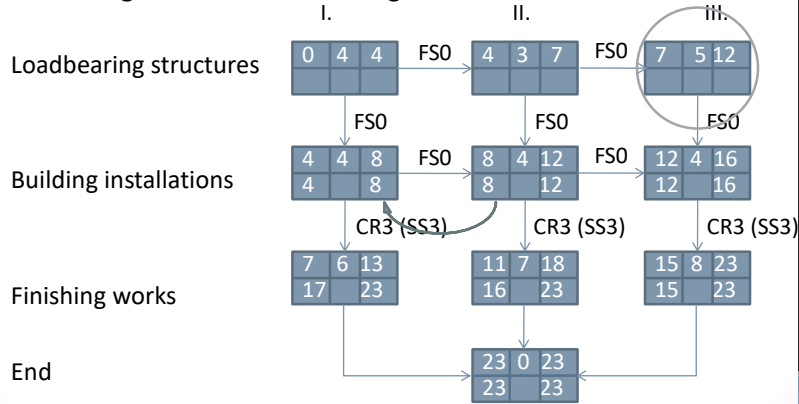 I. II. III.
0 4 4 FS0 4 3 7 FS0 7 5 12
Loadbearing structures
FS0 FS0 FS0
4 4 8 FS0 8 4 12 FS0 12 4 16
Building installations
4 8 8 12 12 16
CR3 (SS3) CR3 (SS3) CR3 (SS3)
7 6 13 11 7 18 15 8 23
Finishing works
17 23 16 23 15 23
23 0 23
End
23 23